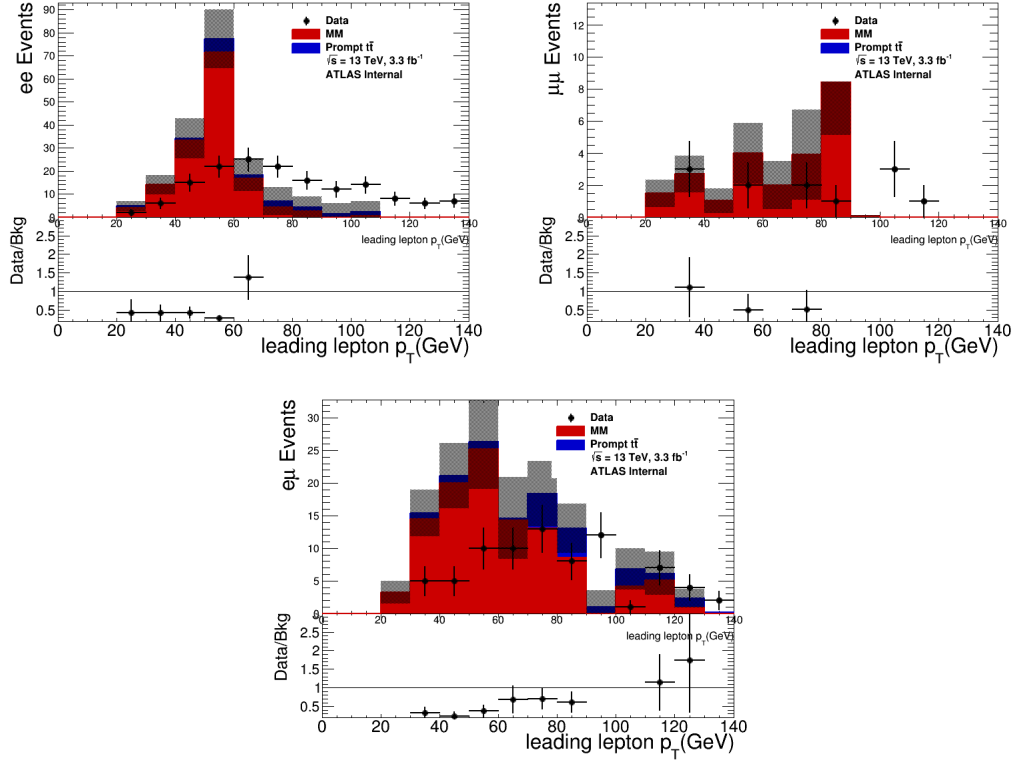 ee Events
90
80
70
60
50
40
30
20
10
0
Data
MM
Prompt tt̄
√s = 13 TeV, 3.3 fb⁻¹
ATLAS Internal
0 20 40 60 80 100 120 140
leading lepton p_T(GeV)
Data/Bkg
2.5
2
1.5
1
0.5
0 20 40 60 80 100 120 140
leading lepton p_T(GeV)
μμ Events
12
10
8
6
4
2
0
Data
MM
Prompt tt̄
√s = 13 TeV, 3.3 fb⁻¹
ATLAS Internal
0 20 40 60 80 100 120 140
leading lepton p_T(GeV)
Data/Bkg
2.5
2
1.5
1
0.5
0 20 40 60 80 100 120 140
leading lepton p_T(GeV)
eμ Events
30
25
20
15
10
5
0
Data
MM
Prompt tt̄
√s = 13 TeV, 3.3 fb⁻¹
ATLAS Internal
0 20 40 60 80 100 120 140
leading lepton p_T(GeV)
Data/Bkg
2.5
2
1.5
1
0.5
0 20 40 60 80 100 120 140
leading lepton p_T(GeV)